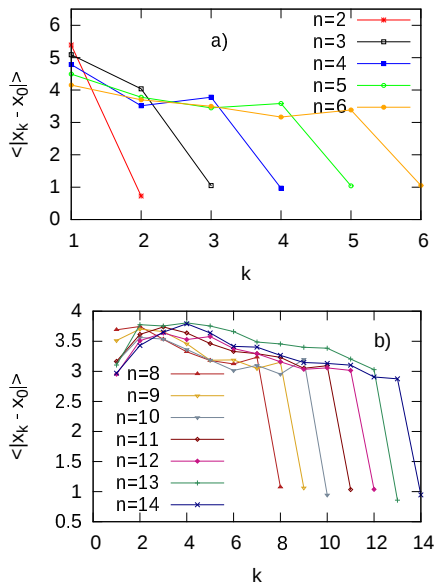 6
5
4
3
2
1
0
<|x_k - x_0|>
a)
n=2
n=3
n=4
n=5
n=6
1 2 3 4 5 6
k
4
3.5
3
2.5
2
1.5
1
0.5
<|x_k - x_0|>
b)
n=8
n=9
n=10
n=11
n=12
n=13
n=14
0 2 4 6 8 10 12 14
k